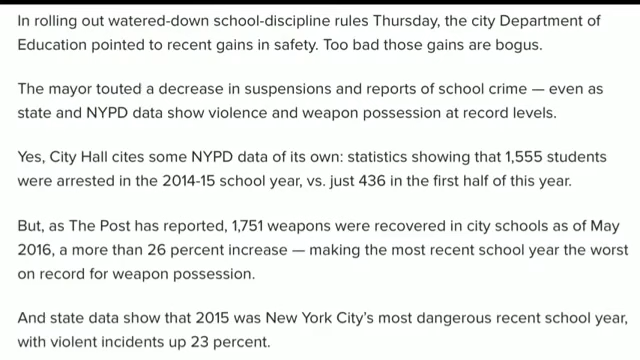 In rolling out watered-down school-discipline rules Thursday, the city Department of
Education pointed to recent gains in safety. Too bad those gains are bogus.
The mayor touted a decrease in suspensions and reports of school crime — even as
state and NYPD data show violence and weapon possession at record levels.
Yes, City Hall cites some NYPD data of its own: statistics showing that 1,555 students
were arrested in the 2014-15 school year, vs. just 436 in the first half of this year.
But, as The Post has reported, 1,751 weapons were recovered in city schools as of May
2016, a more than 26 percent increase — making the most recent school year the worst
on record for weapon possession.
And state data show that 2015 was New York City's most dangerous recent school year,
with violent incidents up 23 percent.